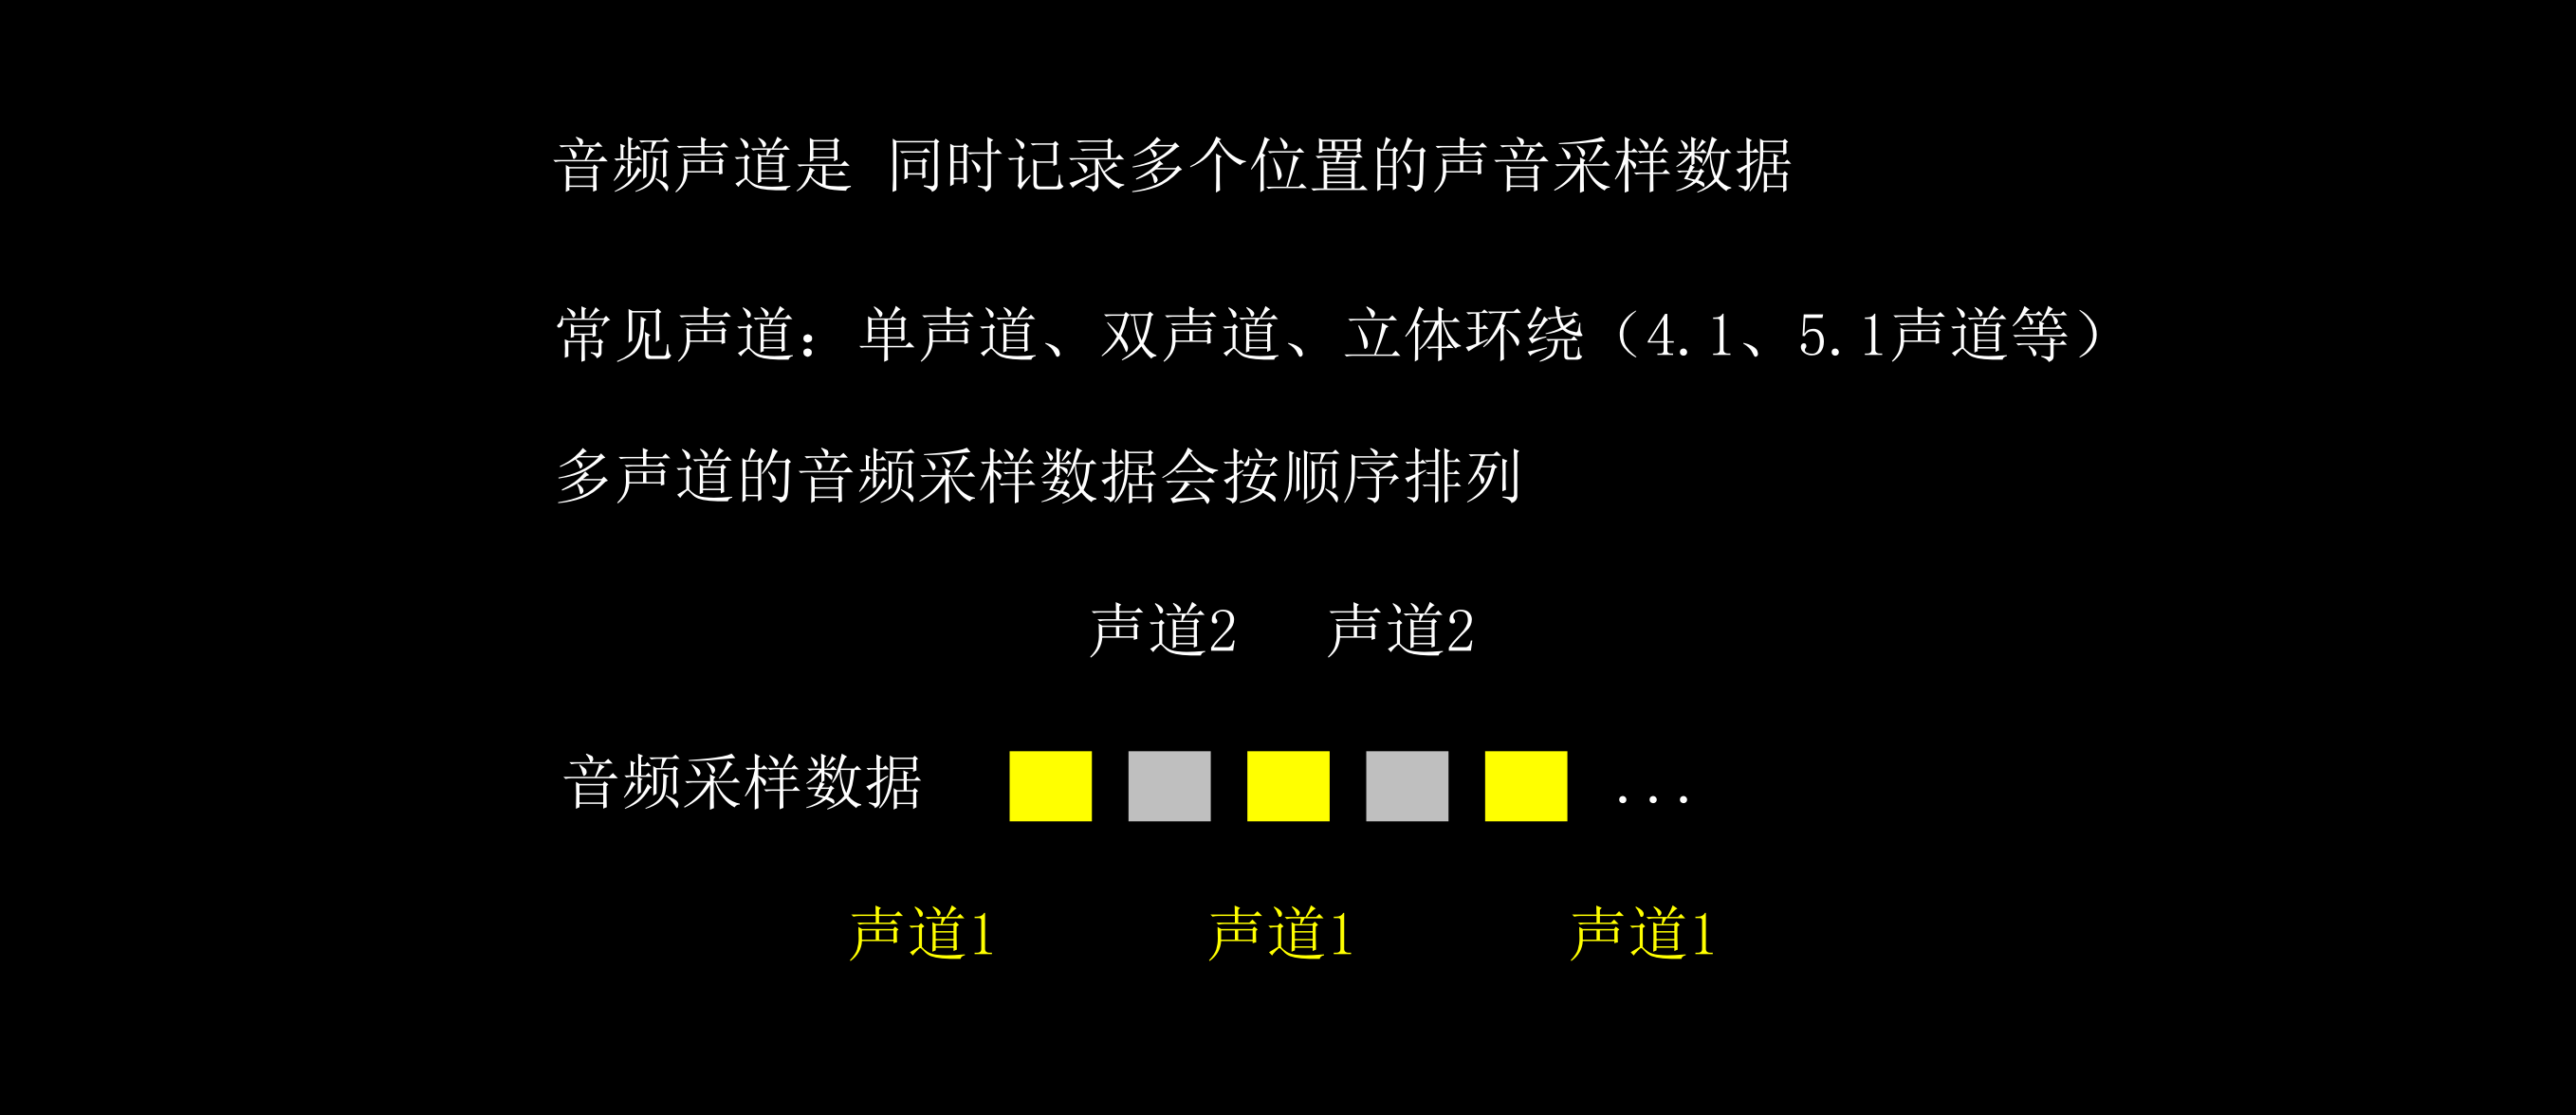 音频声道是 同时记录多个位置的声音采样数据
常见声道：单声道、双声道、立体环绕（4.1、5.1声道等）
多声道的音频采样数据会按顺序排列
声道2 声道2
音频采样数据 ...
声道1 声道1 声道1